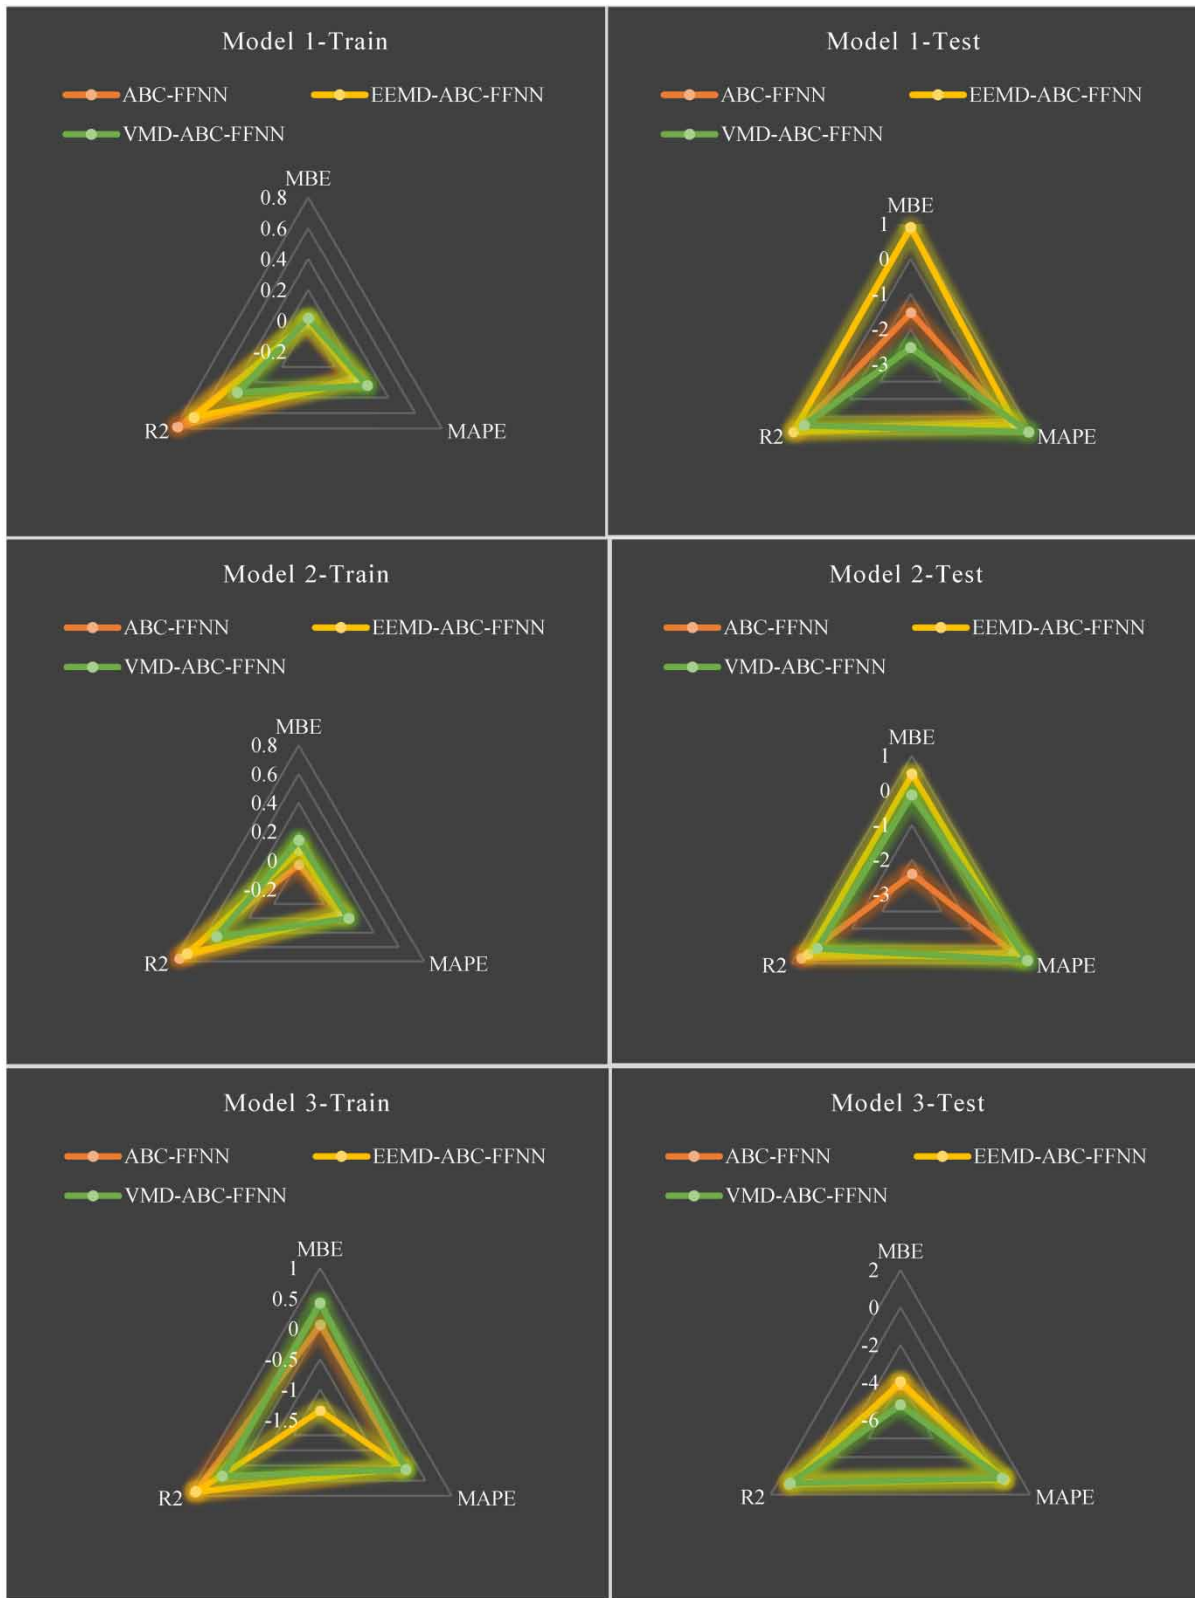 Model 1-Train
ABC-FFNN
EEMD-ABC-FFNN
VMD-ABC-FFNN
MBE
0.8
0.6
0.4
0.2
0
-0.2
R2
MAPE
Model 1-Test
ABC-FFNN
EEMD-ABC-FFNN
VMD-ABC-FFNN
MBE
1
0
-1
-2
-3
R2
MAPE
Model 2-Train
ABC-FFNN
EEMD-ABC-FFNN
VMD-ABC-FFNN
MBE
0.8
0.6
0.4
0.2
0
-0.2
R2
MAPE
Model 2-Test
ABC-FFNN
EEMD-ABC-FFNN
VMD-ABC-FFNN
MBE
1
0
-1
-2
-3
R2
MAPE
Model 3-Train
ABC-FFNN
EEMD-ABC-FFNN
VMD-ABC-FFNN
MBE
1
0.5
0
-0.5
-1
-1.5
R2
MAPE
Model 3-Test
ABC-FFNN
EEMD-ABC-FFNN
VMD-ABC-FFNN
MBE
2
0
-2
-4
-6
R2
MAPE